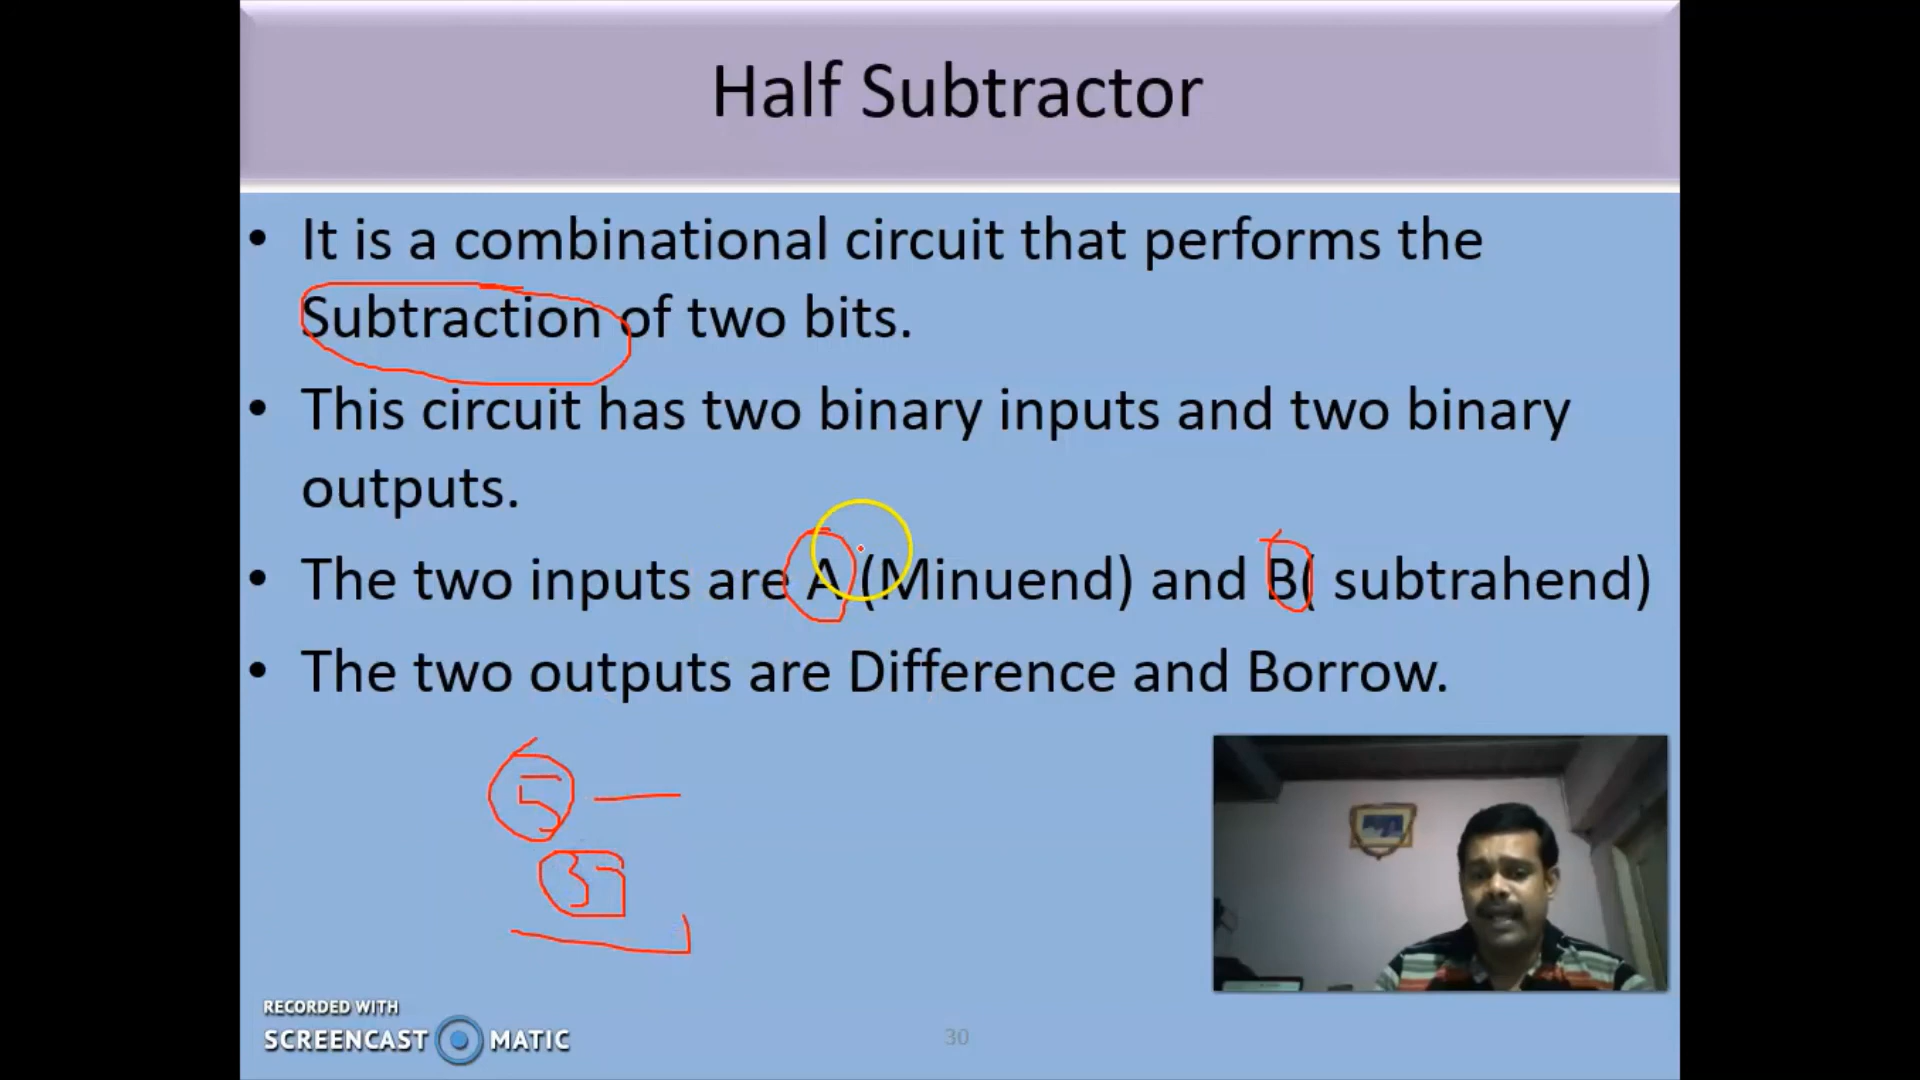 Half Subtractor
• It is a combinational circuit that performs the
Subtraction of two bits.
• This circuit has two binary inputs and two binary
outputs.
• The two inputs are A (Minuend) and B( subtrahend)
• The two outputs are Difference and Borrow.
5 —
3
RECORDED WITH
SCREENCAST MATIC
30